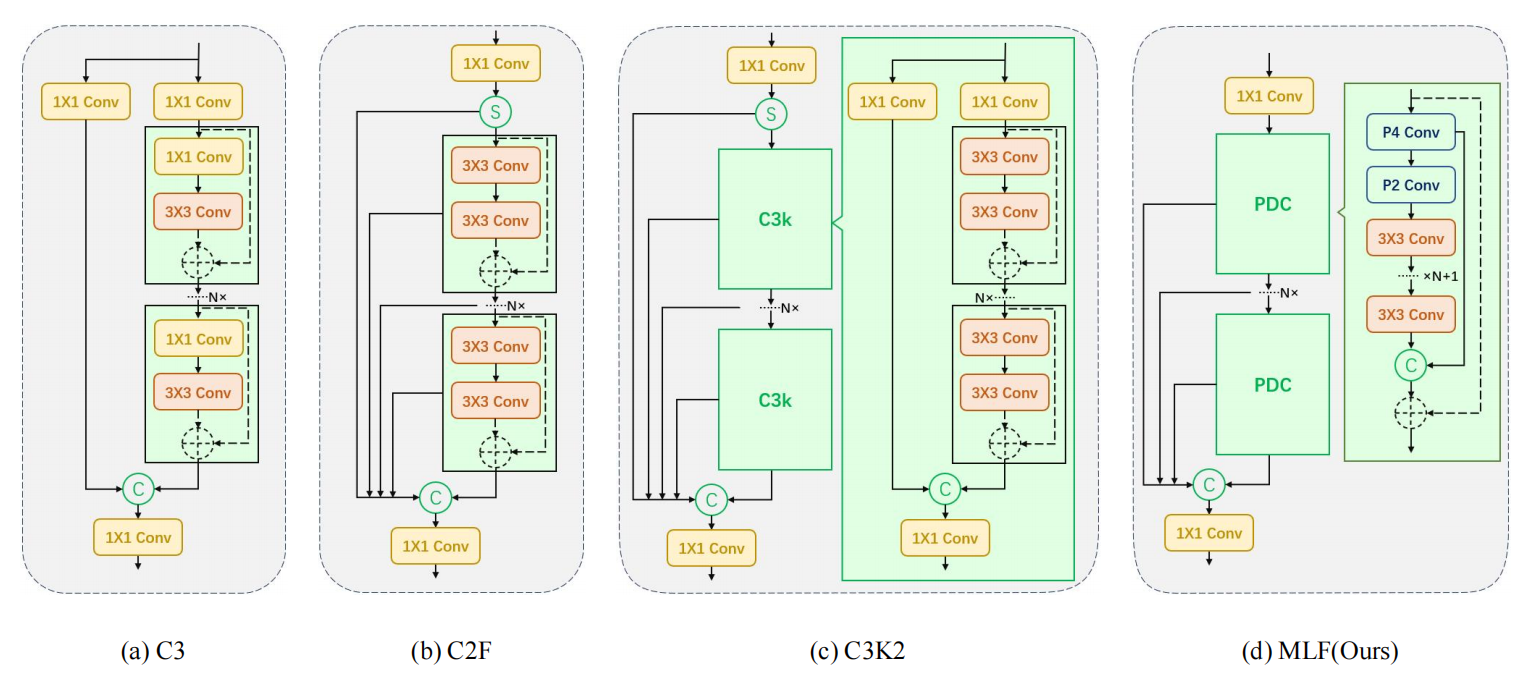 1X1 Conv
1X1 Conv
1X1 Conv
3X3 Conv
N×
1X1 Conv
3X3 Conv
C
1X1 Conv
(a) C3
1X1 Conv
S
3X3 Conv
3X3 Conv
N×
3X3 Conv
3X3 Conv
C
1X1 Conv
(b) C2F
1X1 Conv
S
C3k
N×
C3k
C
1X1 Conv
1X1 Conv
1X1 Conv
3X3 Conv
3X3 Conv
N×
3X3 Conv
3X3 Conv
C
1X1 Conv
(c) C3K2
1X1 Conv
PDC
N×
PDC
C
1X1 Conv
P4 Conv
P2 Conv
3X3 Conv
×N+1
3X3 Conv
C
(d) MLF(Ours)